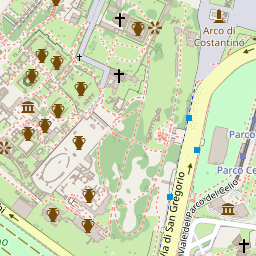 Arco di
Costantino
Parco
Parco Ce
Via di San Gregorio
Viale del Parco del Celio